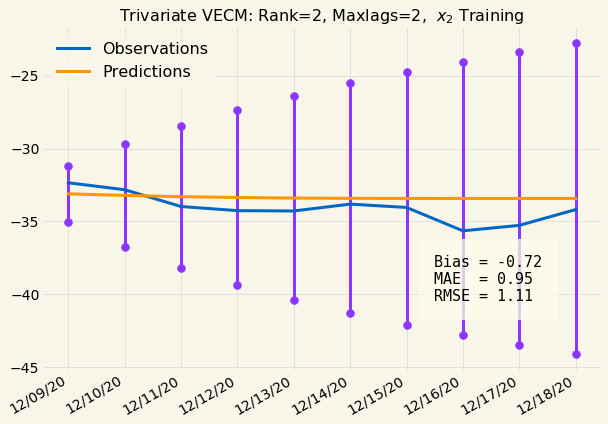 Trivariate VECM: Rank=2, Maxlags=2,  x₂ Training
Observations
Predictions
−25
−30
−35
−40
−45
Bias = -0.72
MAE  = 0.95
RMSE = 1.11
12/09/20
12/10/20
12/11/20
12/12/20
12/13/20
12/14/20
12/15/20
12/16/20
12/17/20
12/18/20